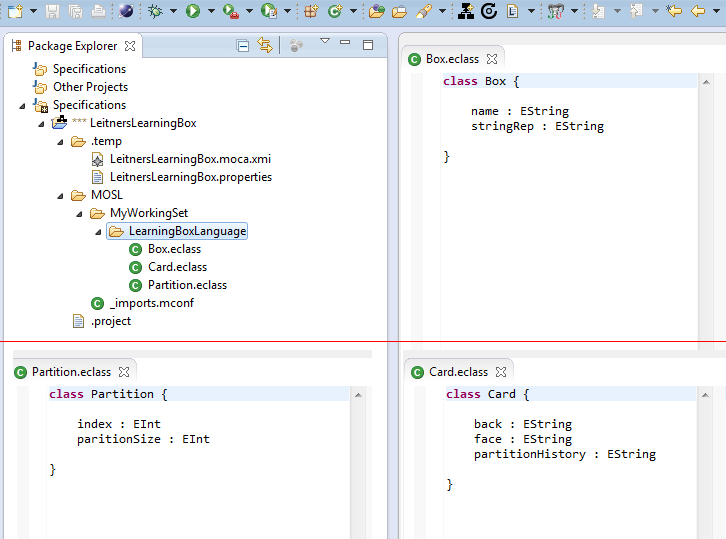 Package Explorer
Specifications
Other Projects
Specifications
*** LeitnersLearningBox
.temp
LeitnersLearningBox.moca.xmi
LeitnersLearningBox.properties
MOSL
MyWorkingSet
LearningBoxLanguage
Box.eclass
Card.eclass
Partition.eclass
_imports.mconf
.project
Box.eclass
class Box {
name : EString
stringRep : EString
}
Partition.eclass
class Partition {
index : EInt
paritionSize : EInt
}
Card.eclass
class Card {
back : EString
face : EString
partitionHistory : EString
}